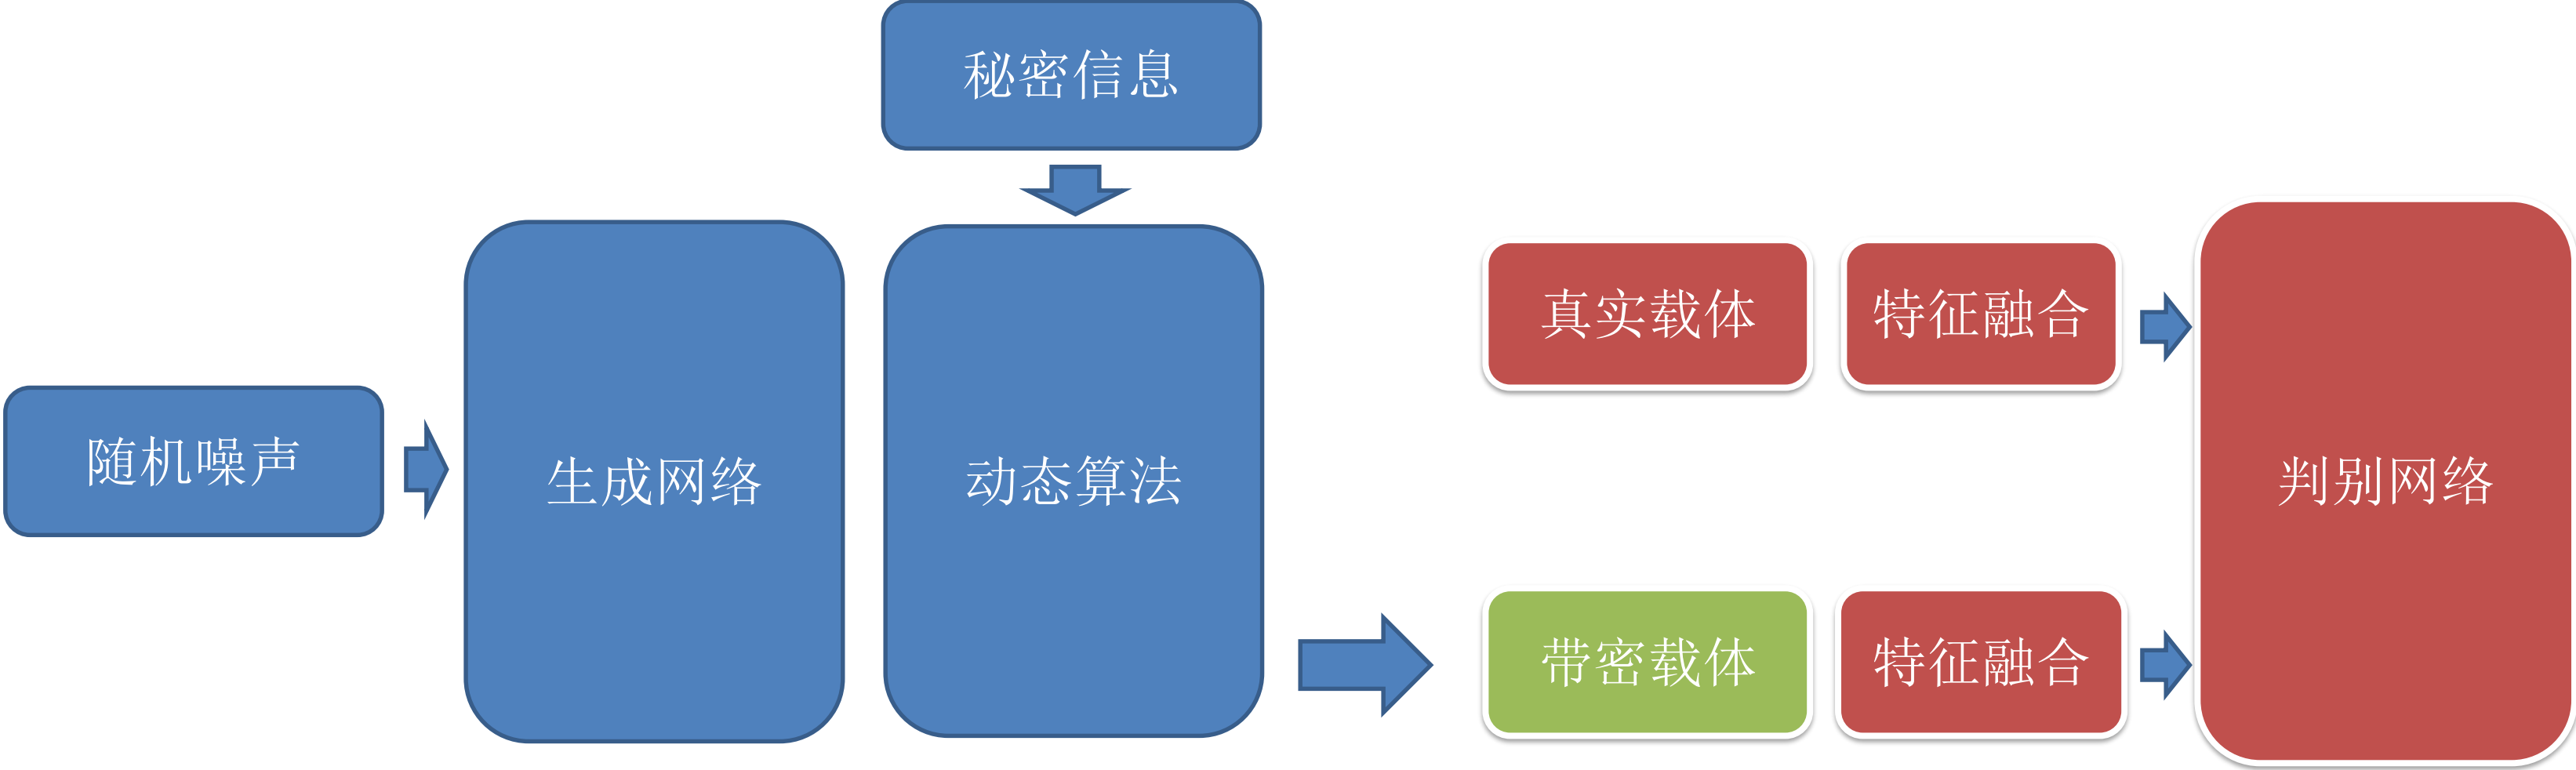 秘密信息
随机噪声
生成网络
动态算法
真实载体
特征融合
带密载体
特征融合
判别网络